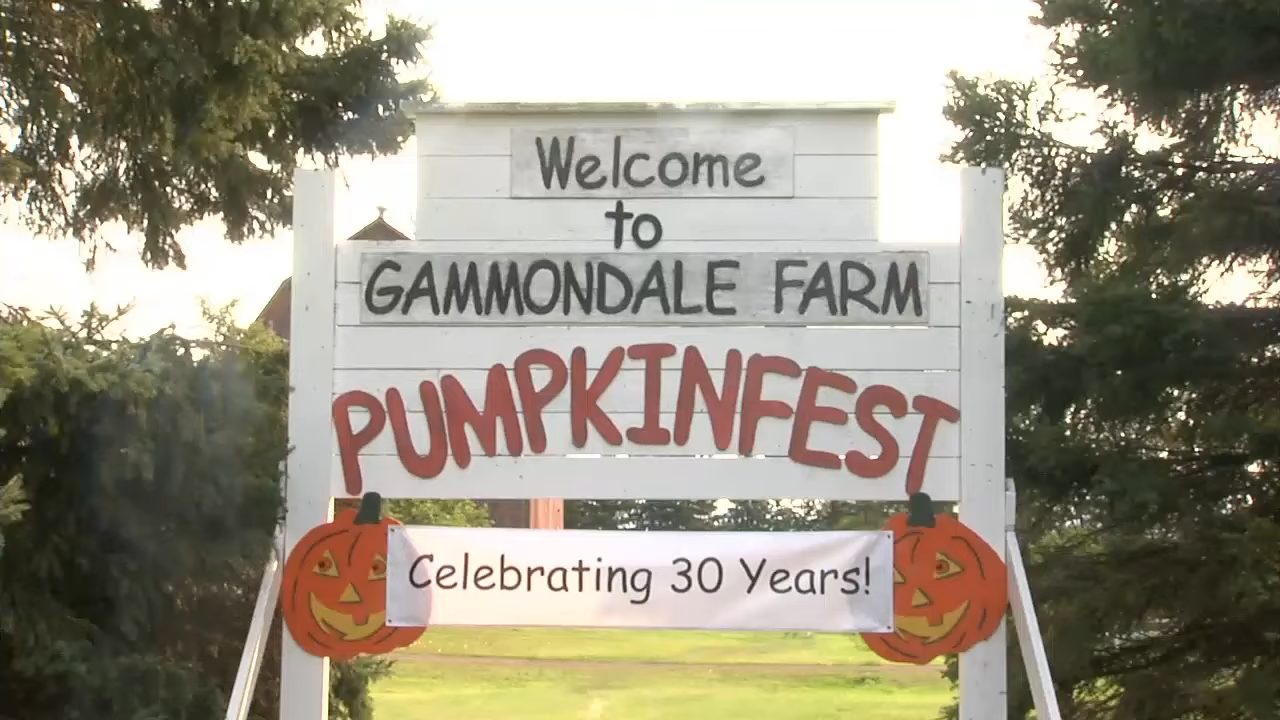 Welcome
to
GAMMONDALE FARM
PUMPKINFEST
Celebrating 30 Years!